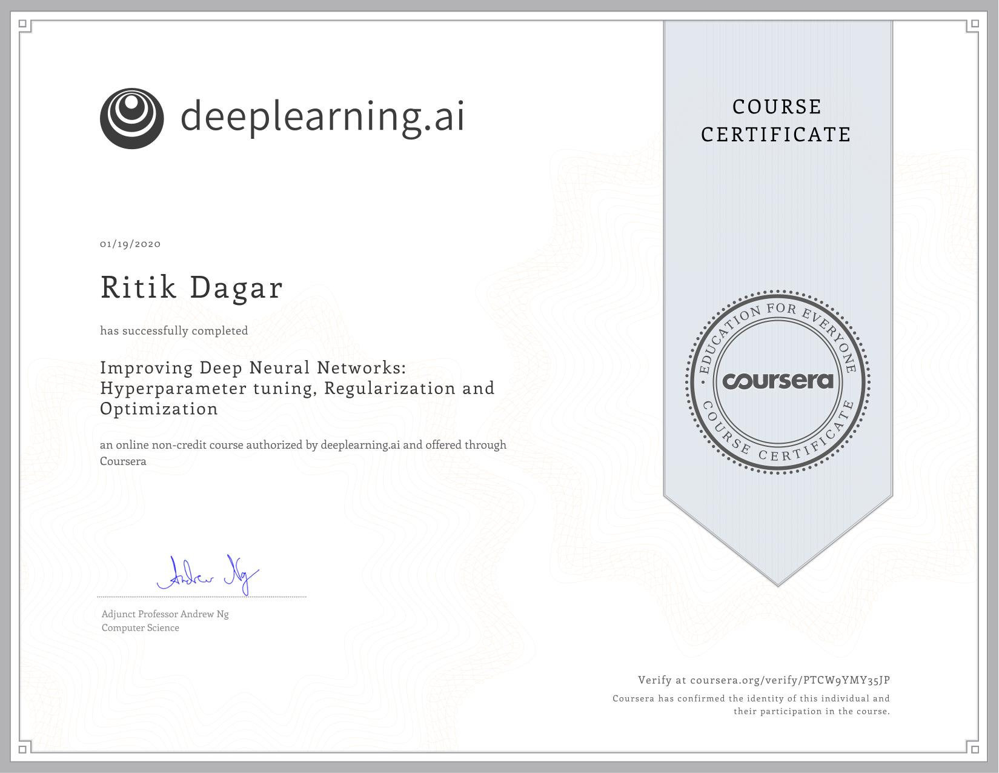 deeplearning.ai
COURSE
CERTIFICATE
01/19/2020
Ritik Dagar
has successfully completed
Improving Deep Neural Networks:
Hyperparameter tuning, Regularization and
Optimization
an online non-credit course authorized by deeplearning.ai and offered through
Coursera
• EDUCATION FOR EVERYONE
coursera
COURSE CERTIFICATE
Andrew Ng
Adjunct Professor Andrew Ng
Computer Science
Verify at coursera.org/verify/PTCW9YMY35JP
Coursera has confirmed the identity of this individual and
their participation in the course.